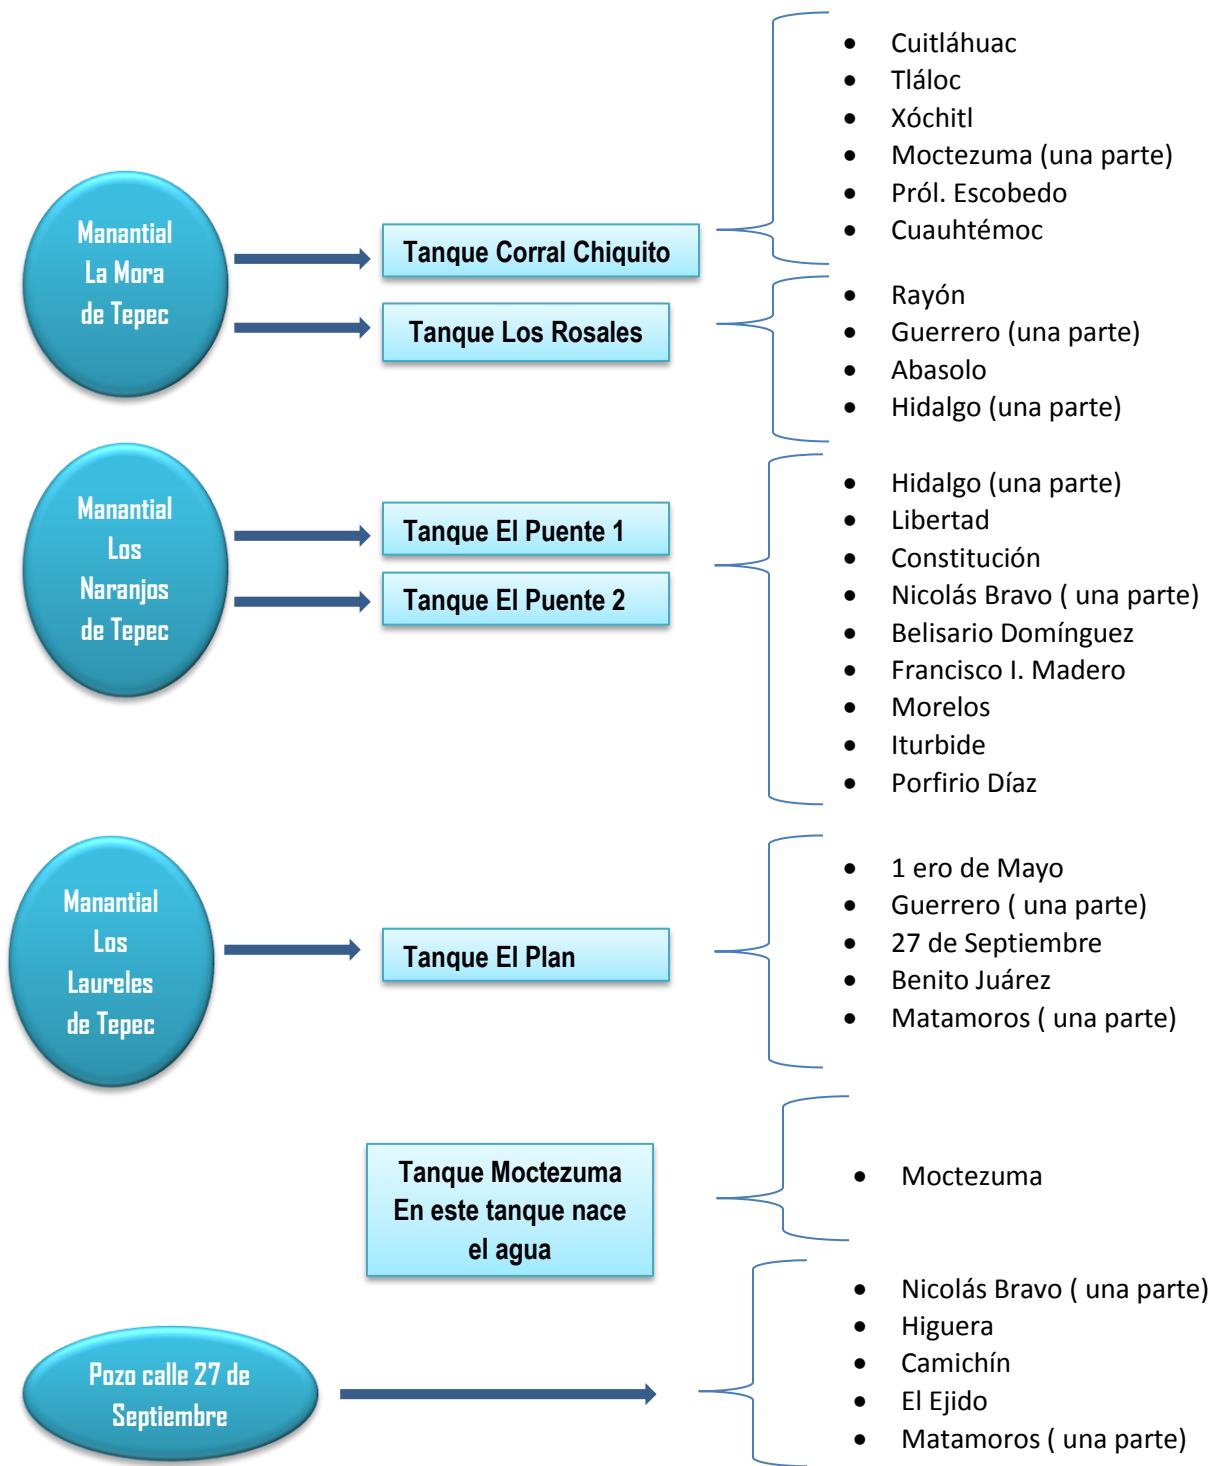 Manantial
La Mora
de Tepec
Tanque Corral Chiquito
• Cuitláhuac
• Tláloc
• Xóchitl
• Moctezuma (una parte)
• Pról. Escobedo
• Cuauhtémoc
Tanque Los Rosales
• Rayón
• Guerrero (una parte)
• Abasolo
• Hidalgo (una parte)
Manantial
Los
Naranjos
de Tepec
Tanque El Puente 1
Tanque El Puente 2
• Hidalgo (una parte)
• Libertad
• Constitución
• Nicolás Bravo ( una parte)
• Belisario Domínguez
• Francisco I. Madero
• Morelos
• Iturbide
• Porfirio Díaz
Manantial
Los
Laureles
de Tepec
Tanque El Plan
• 1 ero de Mayo
• Guerrero ( una parte)
• 27 de Septiembre
• Benito Juárez
• Matamoros ( una parte)
Tanque Moctezuma
En este tanque nace
el agua
• Moctezuma
Pozo calle 27 de
Septiembre
• Nicolás Bravo ( una parte)
• Higuera
• Camichín
• El Ejido
• Matamoros ( una parte)